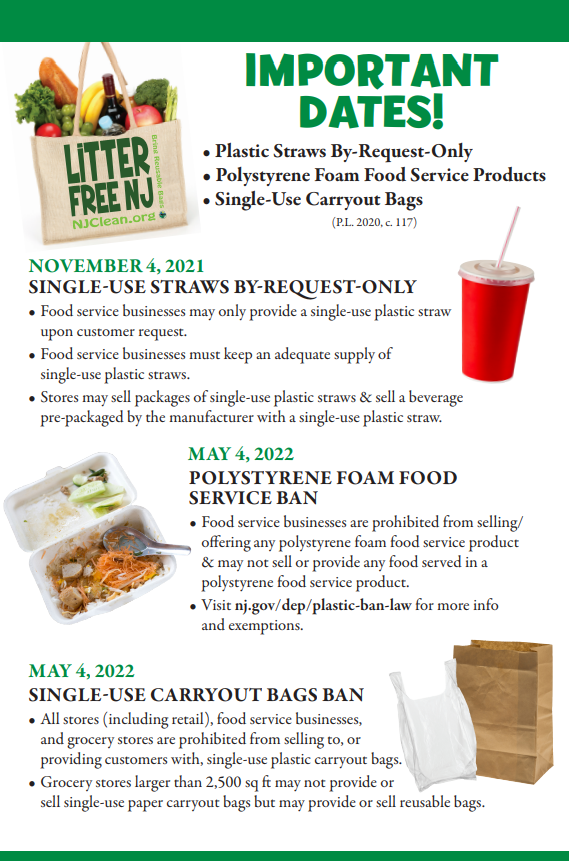 IMPORTANT
DATES!
LiTTER
FREE NJ
NJClean.org
Bring Reusable Bags
• Plastic Straws By-Request-Only
• Polystyrene Foam Food Service Products
• Single-Use Carryout Bags
(P.L. 2020, c. 117)
NOVEMBER 4, 2021
SINGLE-USE STRAWS BY-REQUEST-ONLY
• Food service businesses may only provide a single-use plastic straw
upon customer request.
• Food service businesses must keep an adequate supply of
single-use plastic straws.
• Stores may sell packages of single-use plastic straws & sell a beverage
pre-packaged by the manufacturer with a single-use plastic straw.
MAY 4, 2022
POLYSTYRENE FOAM FOOD
SERVICE BAN
• Food service businesses are prohibited from selling/
offering any polystyrene foam food service product
& may not sell or provide any food served in a
polystyrene food service product.
• Visit nj.gov/dep/plastic-ban-law for more info
and exemptions.
MAY 4, 2022
SINGLE-USE CARRYOUT BAGS BAN
• All stores (including retail), food service businesses,
and grocery stores are prohibited from selling to, or
providing customers with, single-use plastic carryout bags.
• Grocery stores larger than 2,500 sq ft may not provide or
sell single-use paper carryout bags but may provide or sell reusable bags.